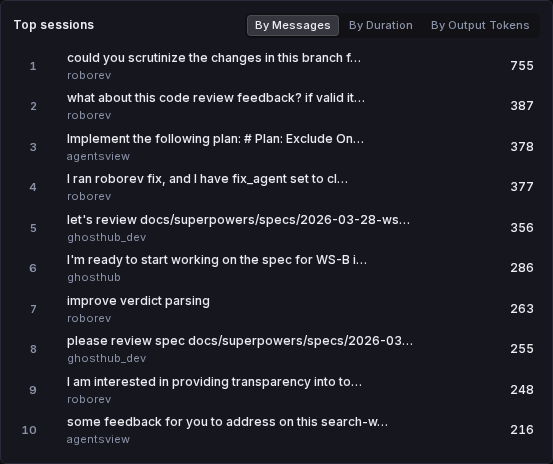 Top sessions
By Messages By Duration By Output Tokens
1 could you scrutinize the changes in this branch f... 755
roborev
2 what about this code review feedback? if valid it... 387
roborev
3 Implement the following plan: # Plan: Exclude On... 378
agentsview
4 I ran roborev fix, and I have fix_agent set to cl... 377
roborev
5 let's review docs/superpowers/specs/2026-03-28-ws... 356
ghosthub_dev
6 I'm ready to start working on the spec for WS-B i... 286
ghosthub
7 improve verdict parsing 263
roborev
8 please review spec docs/superpowers/specs/2026-03... 255
ghosthub_dev
9 I am interested in providing transparency into to... 248
roborev
10 some feedback for you to address on this search-w... 216
agentsview